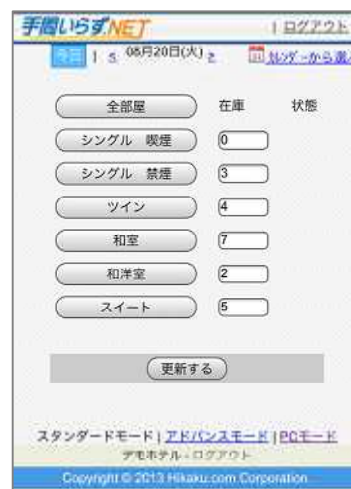 手間いらず.NET | ログアウト
今日 | ≤ 08月20日(火) ≥ カレンダーから選
全部屋 在庫 状態
シングル 喫煙 0
シングル 禁煙 3
ツイン 4
和室 7
和洋室 2
スイート 5
更新する
スタンダードモード | アドバンスモード | PCモード
デモホテル - ログアウト
Copyright © 2013 Hikaku.com Corporation